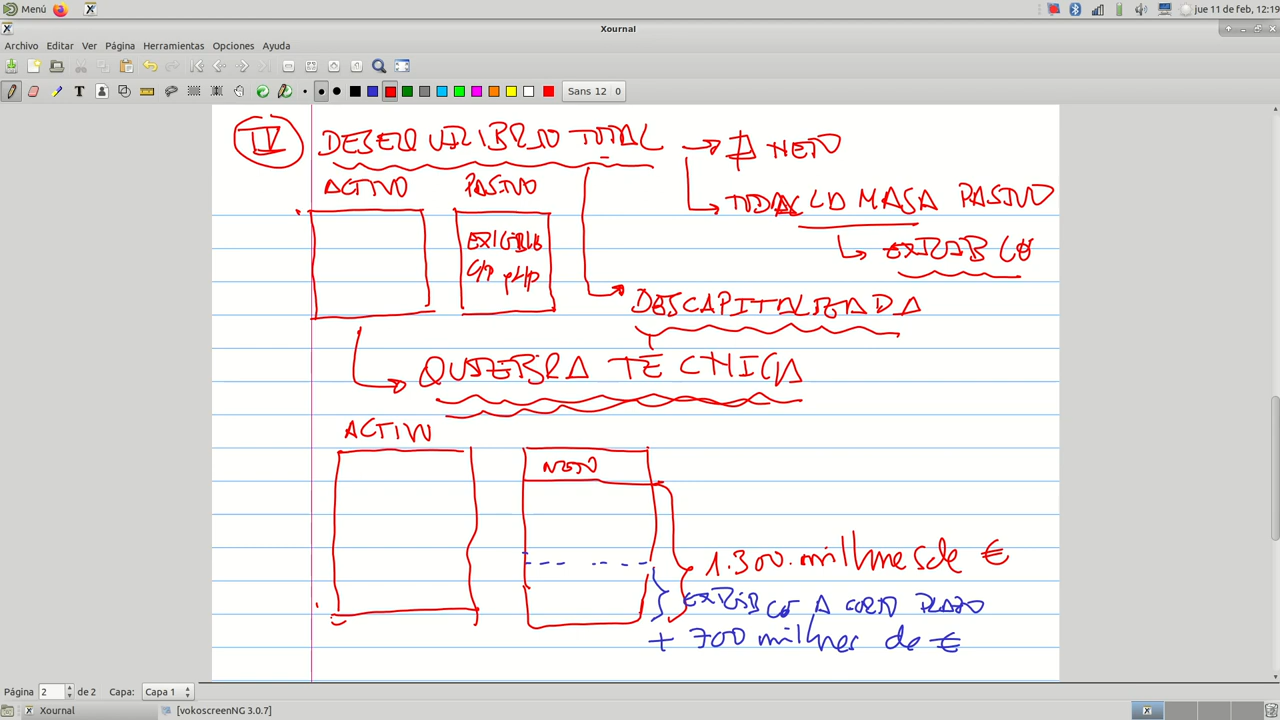 Menú
jue 11 de feb, 12:19
Xournal
Archivo Editar Ver Página Herramientas Opciones Ayuda
Sans 12 0
IV DESEQUILIBRIO TOTAL → ∄ NETO
ACTIVO PASIVO
→ TODA LA MASA PASIVO
EXIGIBLE
C/P y L/P
↳ EXIGIBLE
DESCAPITALIZADA
QUIEBRA TECNICA
ACTIVO
NETO
1.300.millones de €
EXIGIBLE A CORTO PLAZO
+ 700 millones de €
Página 2 de 2 Capa: Capa 1
Xournal [vokoscreenNG 3.0.7]